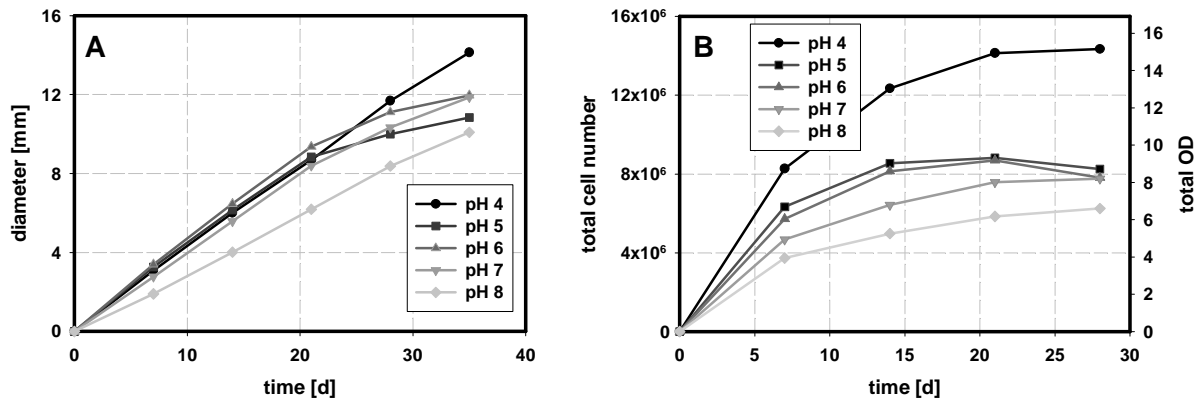 A
diameter [mm]
16
12
8
4
0
0 10 20 30 40
time [d]
pH 4
pH 5
pH 6
pH 7
pH 8
B
total cell number
16x10⁶
12x10⁶
8x10⁶
4x10⁶
0
0 5 10 15 20 25 30
time [d]
pH 4
pH 5
pH 6
pH 7
pH 8
16
14
12
10
8
6
4
2
0
total OD